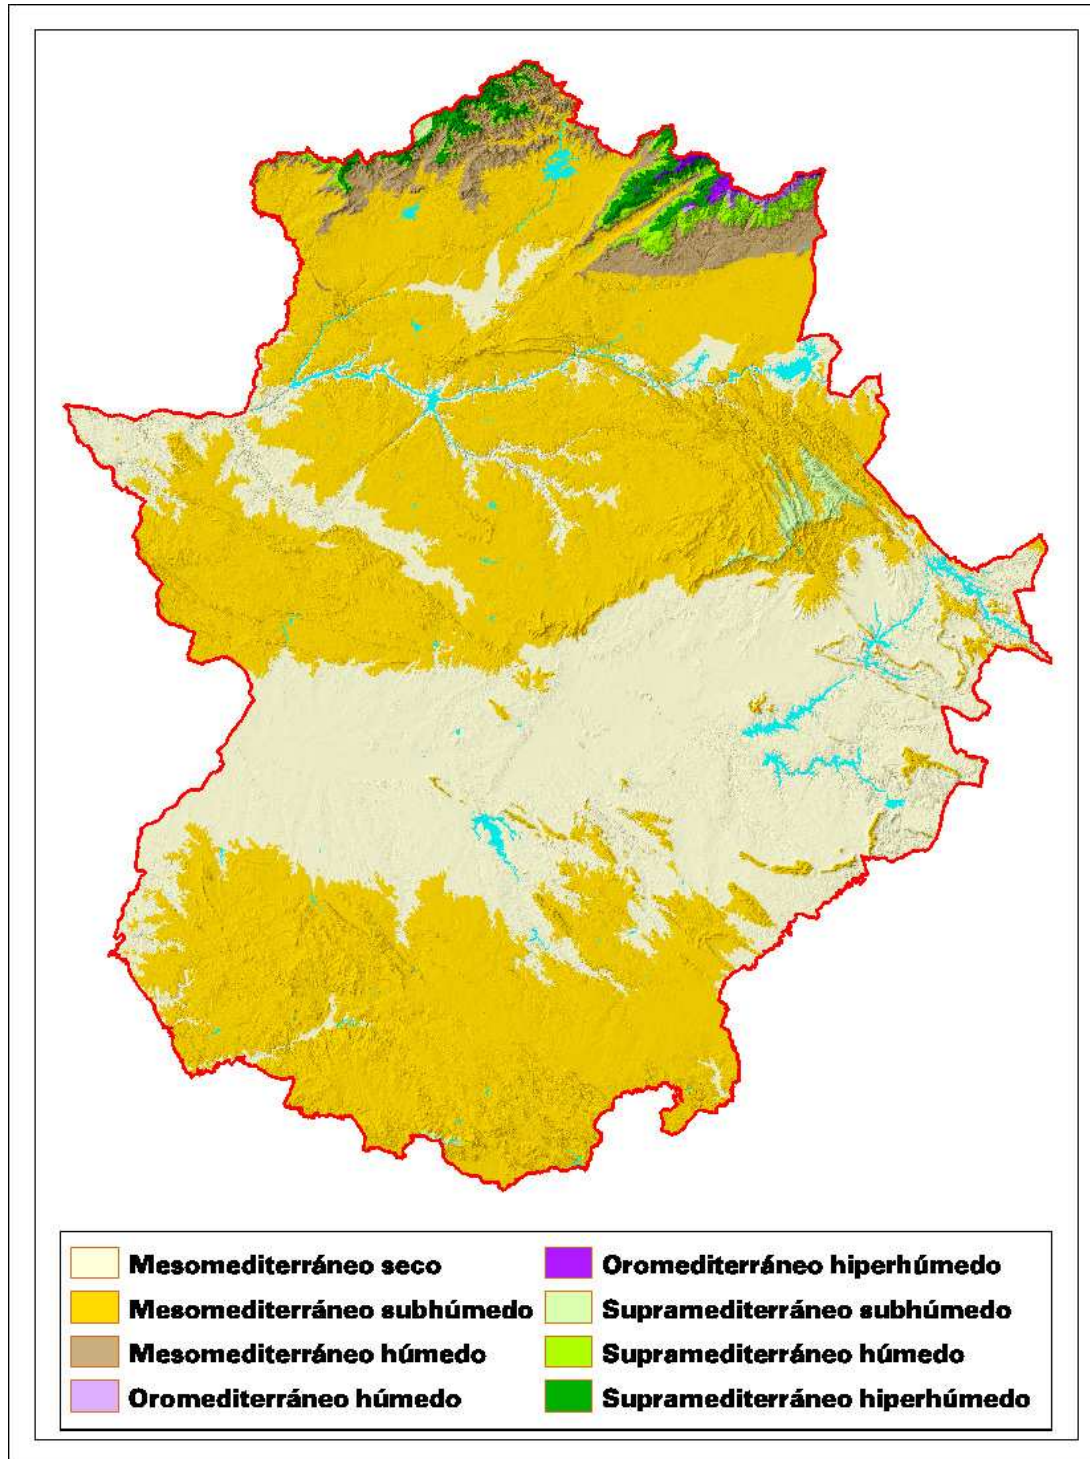 Mesomediterráneo seco
Mesomediterráneo subhúmedo
Mesomediterráneo húmedo
Oromediterráneo húmedo
Oromediterráneo hiperhúmedo
Supramediterráneo subhúmedo
Supramediterráneo húmedo
Supramediterráneo hiperhúmedo